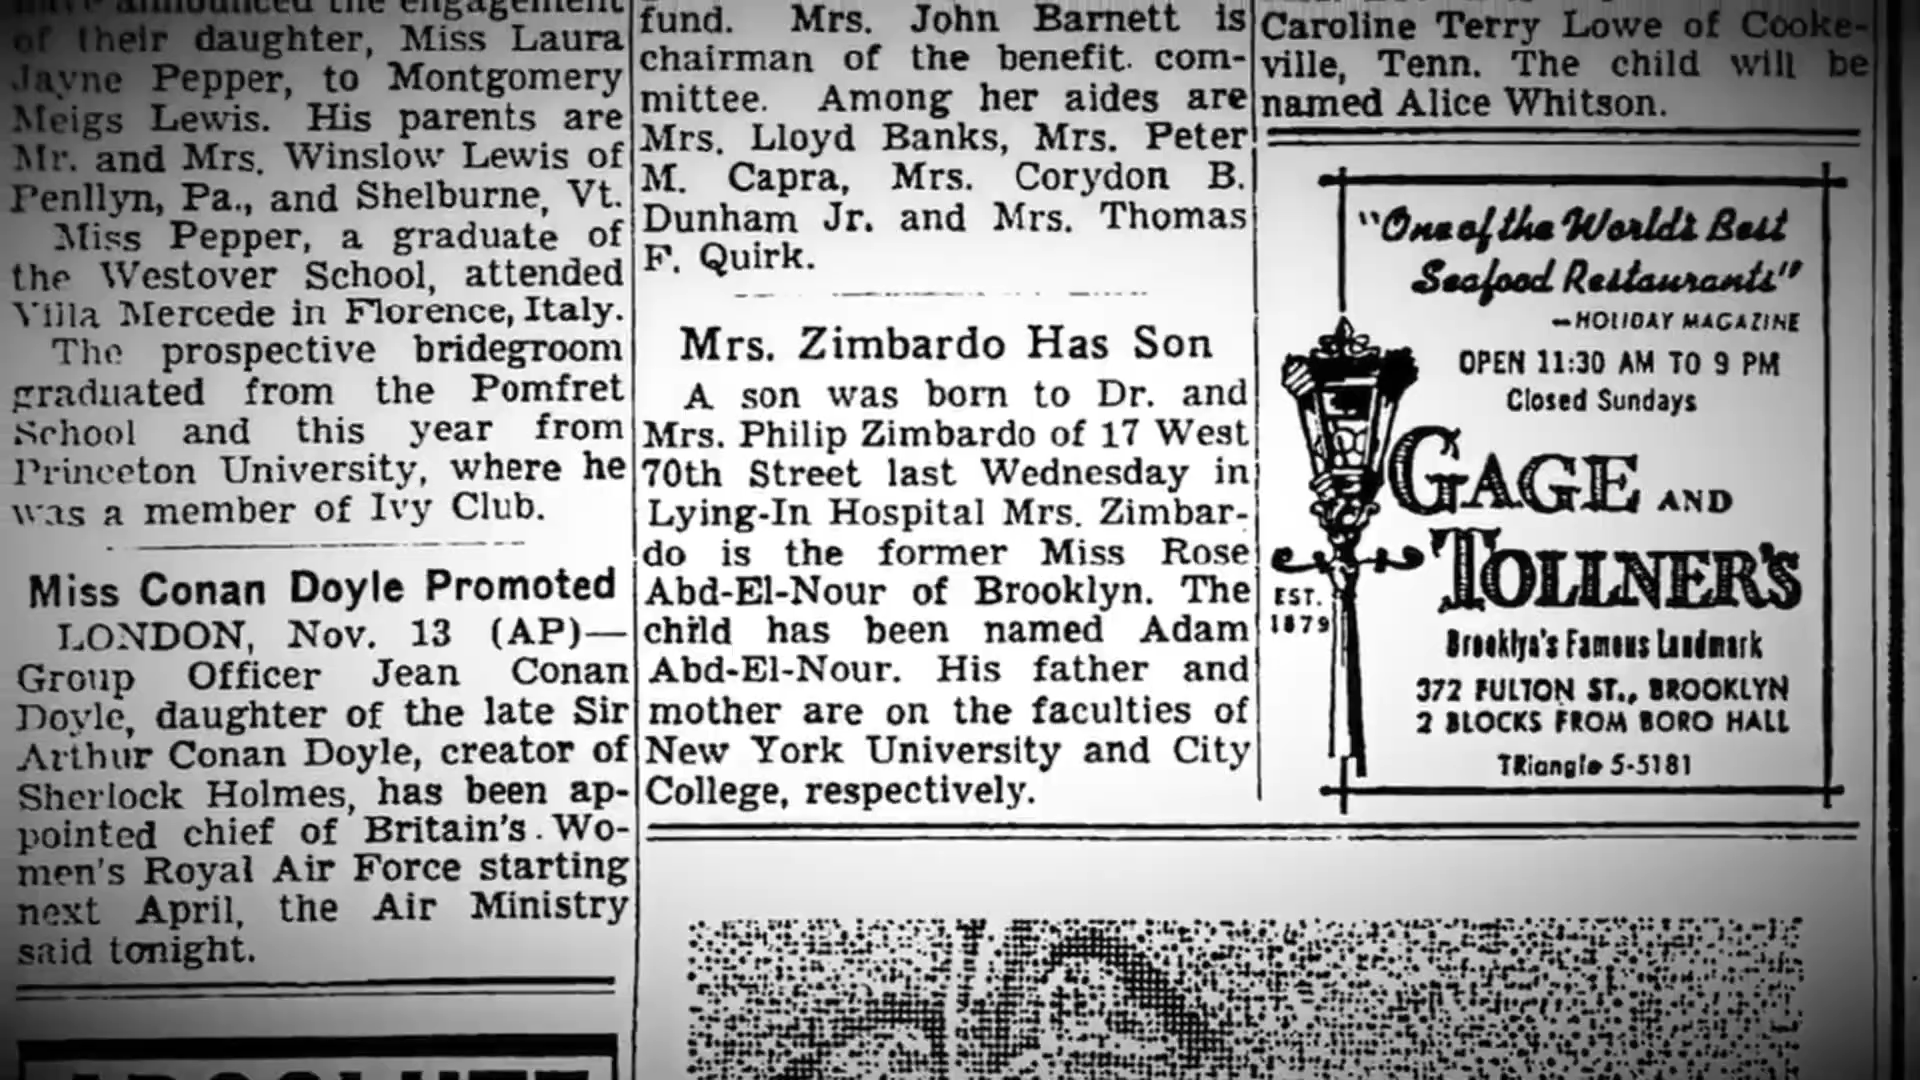 have announced the engagement
of their daughter, Miss Laura
Jayne Pepper, to Montgomery
Meigs Lewis. His parents are
Mr. and Mrs. Winslow Lewis of
Penllyn, Pa., and Shelburne, Vt.
Miss Pepper, a graduate of
the Westover School, attended
Villa Mercede in Florence, Italy.
The prospective bridegroom
graduated from the Pomfret
School and this year from
Princeton University, where he
was a member of Ivy Club.
Miss Conan Doyle Promoted
LONDON, Nov. 13 (AP)—
Group Officer Jean Conan
Doyle, daughter of the late Sir
Arthur Conan Doyle, creator of
Sherlock Holmes, has been ap-
pointed chief of Britain's Wo-
men's Royal Air Force starting
next April, the Air Ministry
said tonight.
fund. Mrs. John Barnett is
chairman of the benefit com-
mittee. Among her aides are
Mrs. Lloyd Banks, Mrs. Peter
M. Capra, Mrs. Corydon B.
Dunham Jr. and Mrs. Thomas
F. Quirk.
Mrs. Zimbardo Has Son
A son was born to Dr. and
Mrs. Philip Zimbardo of 17 West
70th Street last Wednesday in
Lying-In Hospital Mrs. Zimbar-
do is the former Miss Rose
Abd-El-Nour of Brooklyn. The
child has been named Adam
Abd-El-Nour. His father and
mother are on the faculties of
New York University and City
College, respectively.
Caroline Terry Lowe of Cooke-
ville, Tenn. The child will be
named Alice Whitson.
"One of the World's Best
Seafood Restaurants"
—HOLIDAY MAGAZINE
OPEN 11:30 AM TO 9 PM
Closed Sundays
GAGE AND
TOLLNER'S
EST.
1879
Brooklyn's Famous Landmark
372 FULTON ST., BROOKLYN
2 BLOCKS FROM BORO HALL
TRiangle 5-5181